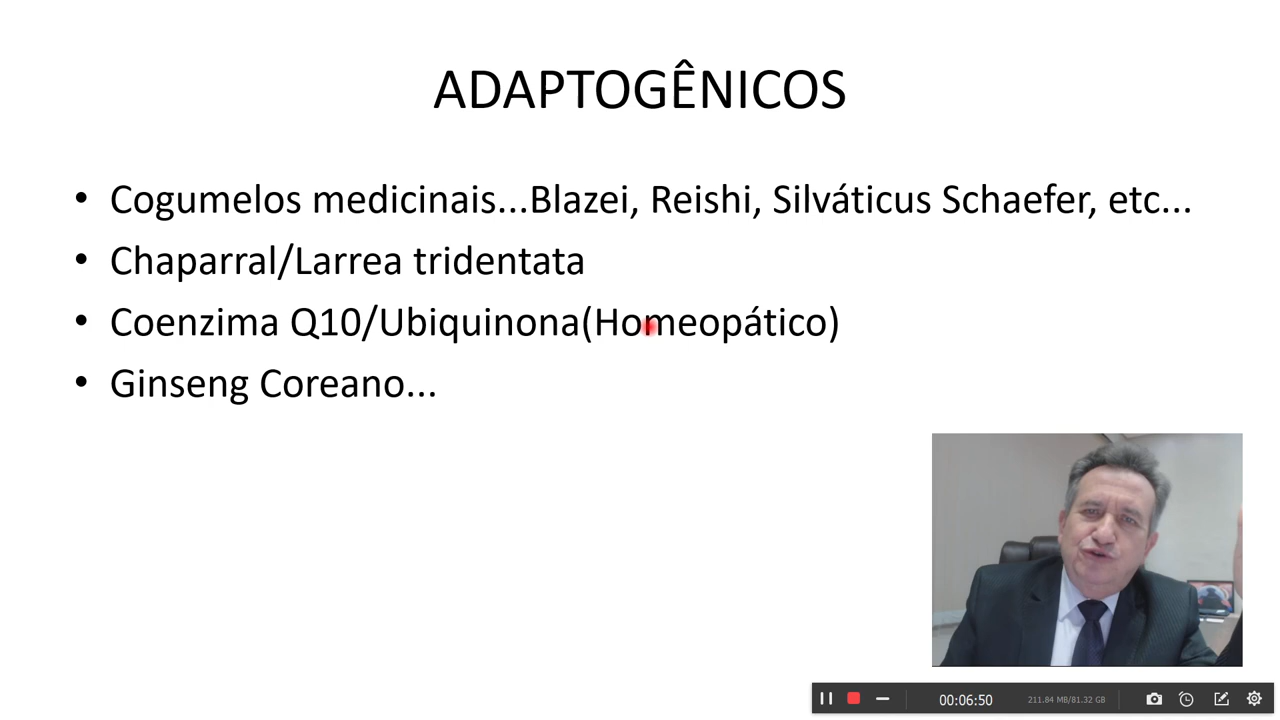 ADAPTOGÊNICOS
• Cogumelos medicinais...Blazei, Reishi, Silváticus Schaefer, etc...
• Chaparral/Larrea tridentata
• Coenzima Q10/Ubiquinona(Homeopático)
• Ginseng Coreano...
00:06:50
211.84 MB/81.32 GB